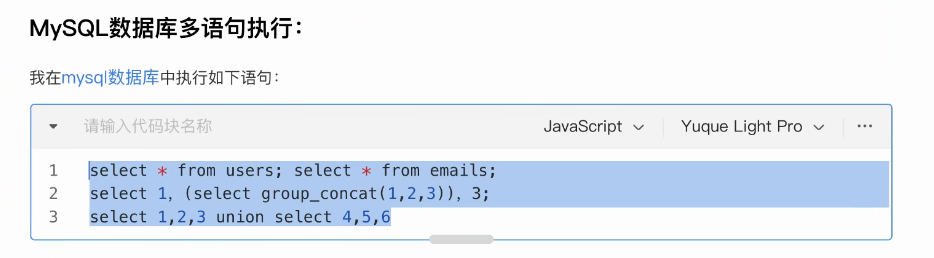 MySQL数据库多语句执行：
我在mysql数据库中执行如下语句：
请输入代码块名称 JavaScript Yuque Light Pro ···
1 select * from users; select * from emails;
2 select 1, (select group_concat(1,2,3)), 3;
3 select 1,2,3 union select 4,5,6